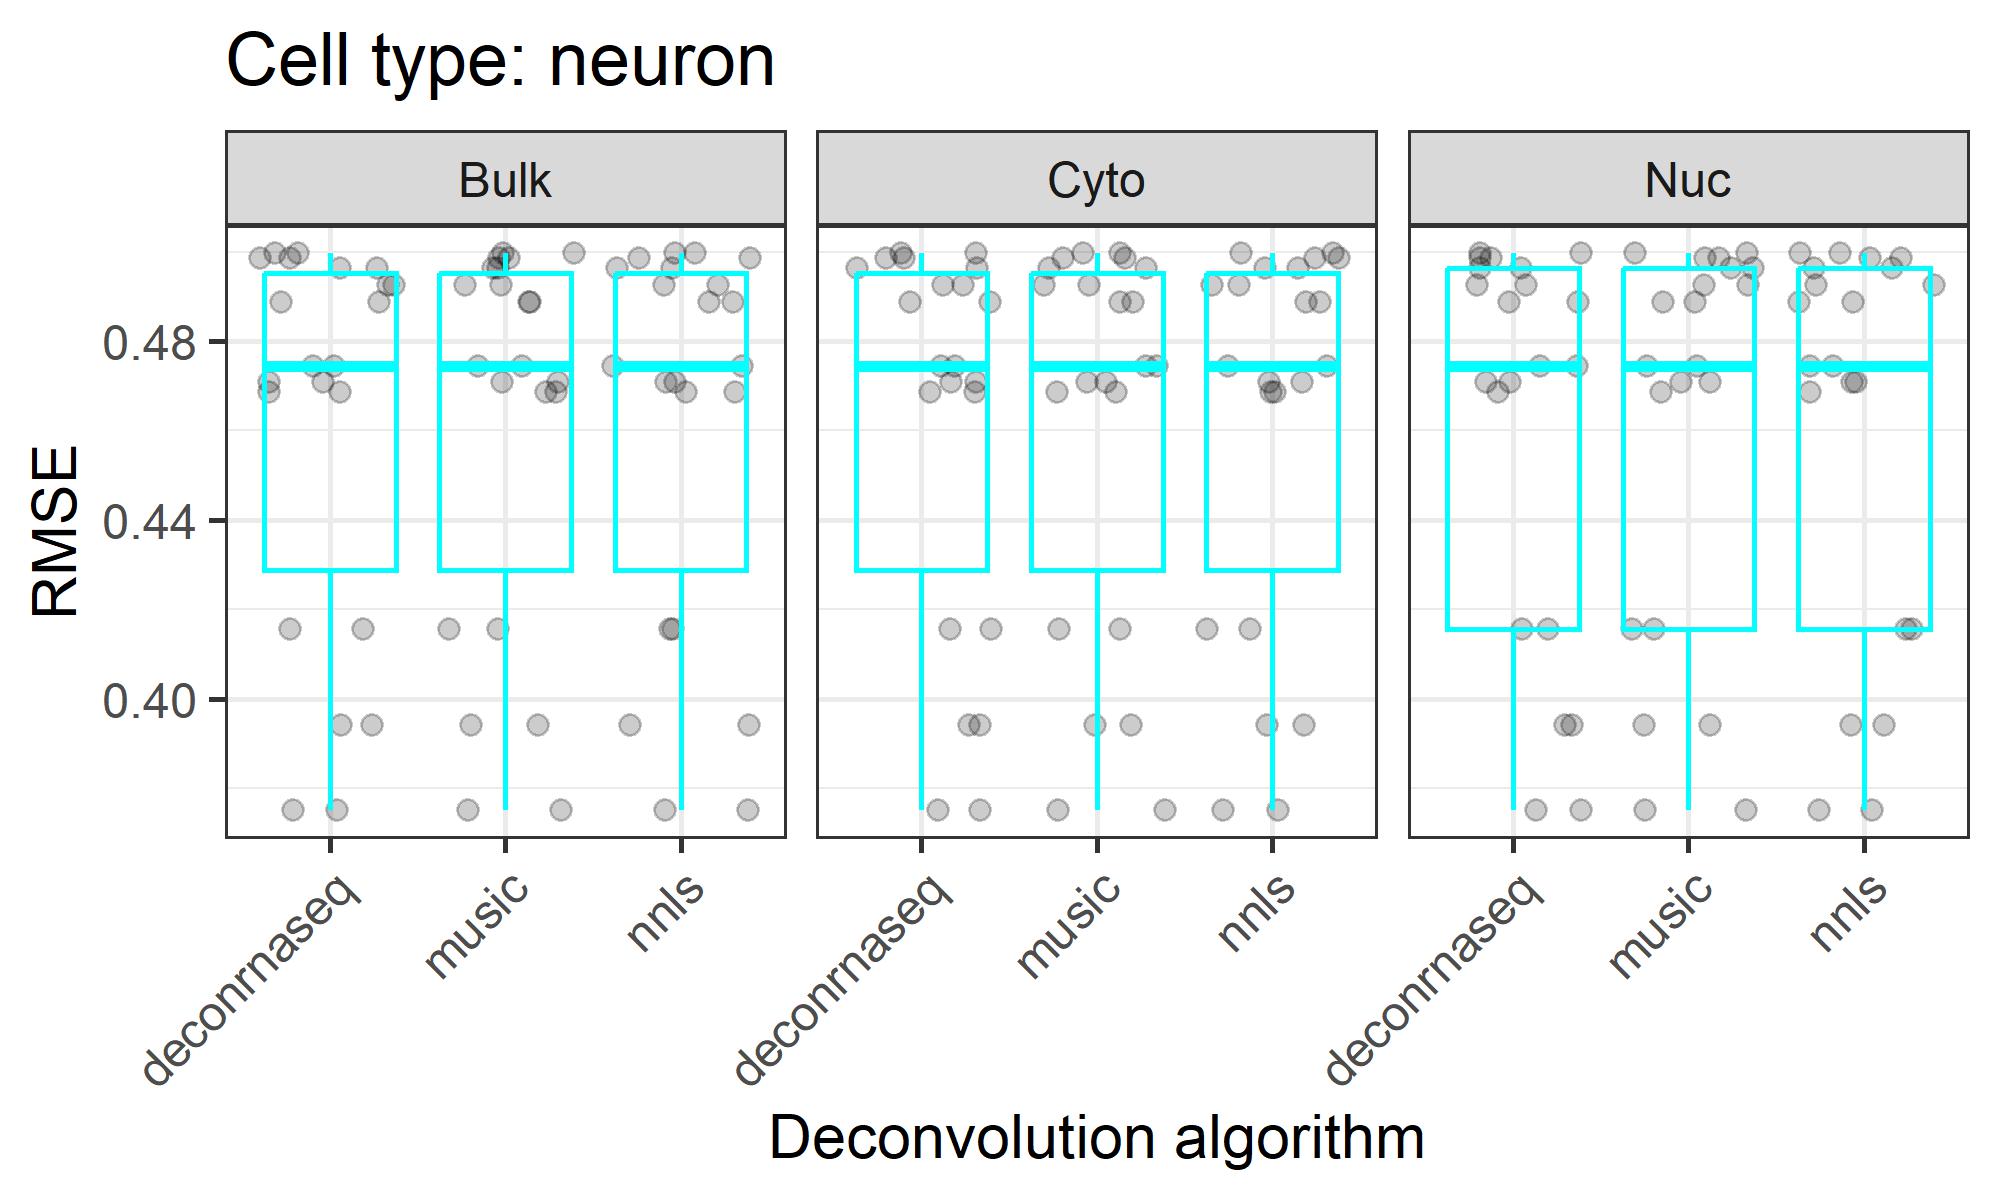 Cell type: neuron
Bulk
Cyto
Nuc
RMSE
0.48
0.44
0.40
deconrnaseq
music
nnls
deconrnaseq
music
nnls
deconrnaseq
music
nnls
Deconvolution algorithm